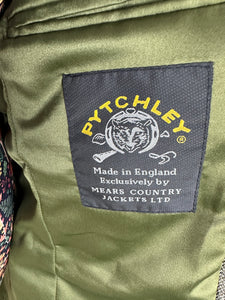 PYTCHLEY®
Made in England
Exclusively by
MEARS COUNTRY
JACKETS LTD